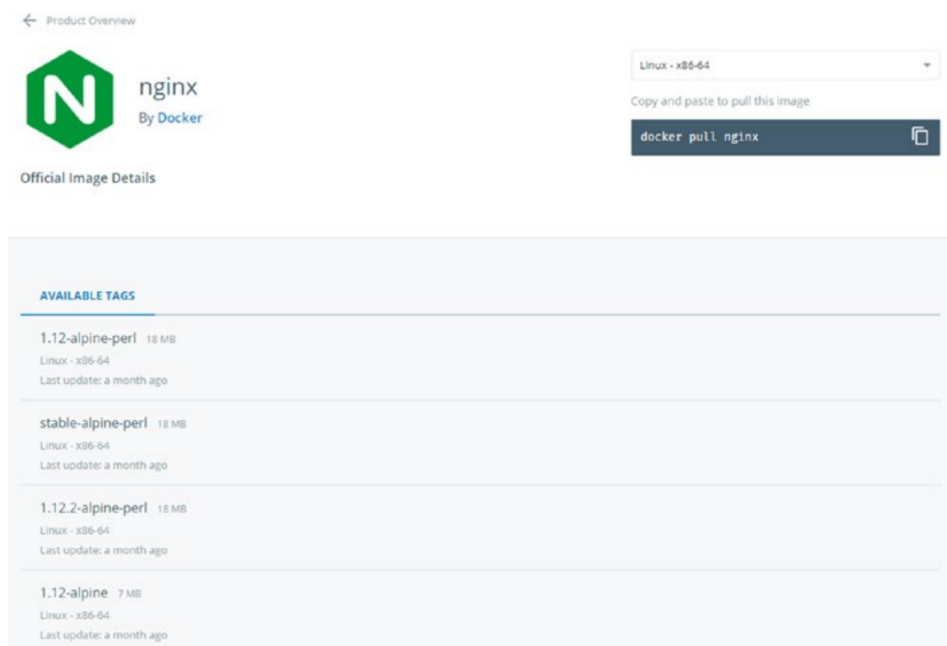 Product Overview
N
nginx
By Docker
Official Image Details
Linux - x86-64
Copy and paste to pull this image
docker pull nginx
AVAILABLE TAGS
1.12-alpine-perl 18 MB
Linux - x86-64
Last update: a month ago
stable-alpine-perl 18 MB
Linux - x86-64
Last update: a month ago
1.12.2-alpine-perl 18 MB
Linux - x86-64
Last update: a month ago
1.12-alpine 7 MB
Linux - x86-64
Last update: a month ago